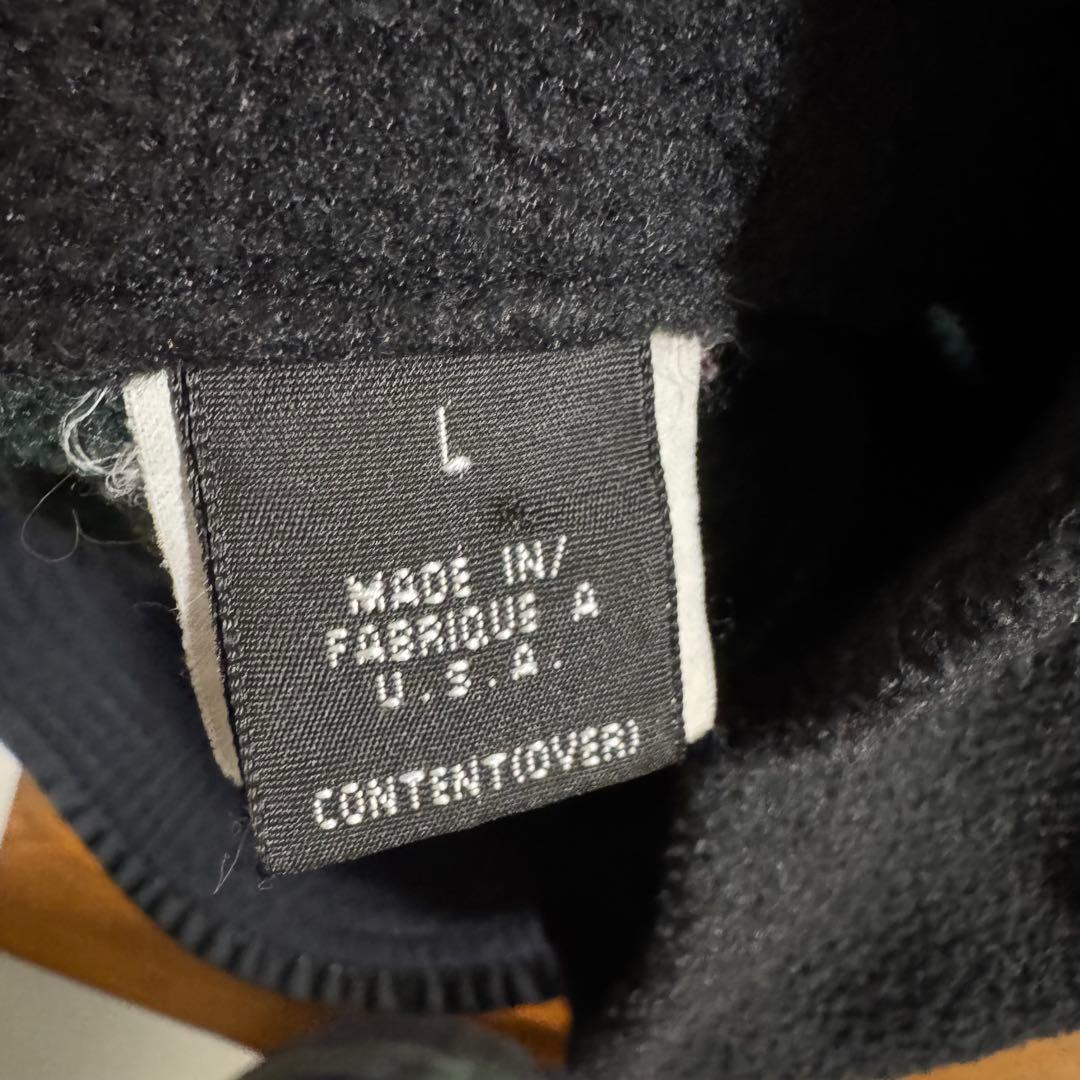 L
MADE IN/
FABRIQUE A
U.S.A.
CONTENT(OVER)